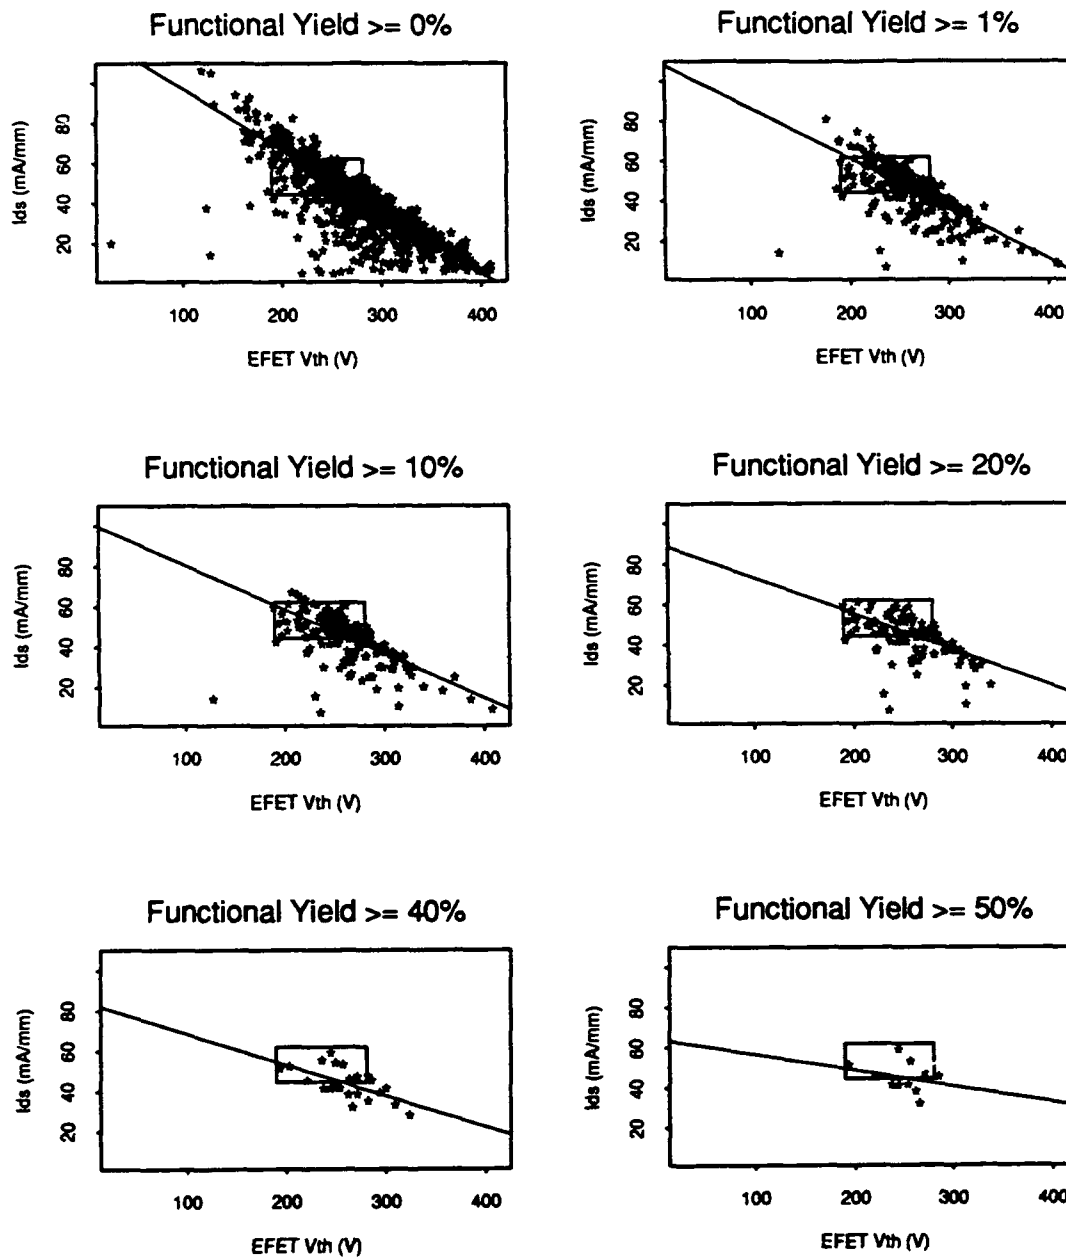 Functional Yield >= 0%
Functional Yield >= 1%
Ids (mA/mm)
20 40 60 80
100 200 300 400
EFET Vth (V)
Ids (mA/mm)
20 40 60 80
100 200 300 400
EFET Vth (V)
Functional Yield >= 10%
Functional Yield >= 20%
Ids (mA/mm)
20 40 60 80
100 200 300 400
EFET Vth (V)
Ids (mA/mm)
20 40 60 80
100 200 300 400
EFET Vth (V)
Functional Yield >= 40%
Functional Yield >= 50%
Ids (mA/mm)
20 40 60 80
100 200 300 400
EFET Vth (V)
Ids (mA/mm)
20 40 60 80
100 200 300 400
EFET Vth (V)